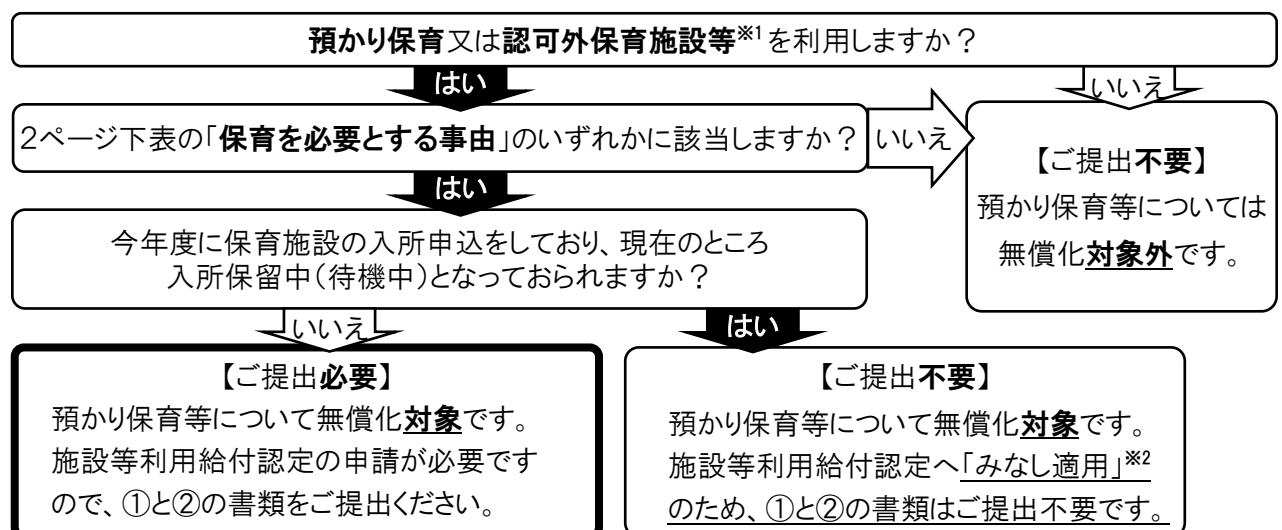 預かり保育又は認可外保育施設等※1を利用しますか？
はい
いいえ
2ページ下表の「保育を必要とする事由」のいずれかに該当しますか？
いいえ
【ご提出不要】
預かり保育等については
無償化対象外です。
はい
今年度に保育施設の入所申込をしており、現在のところ
入所保留中（待機中）となっておられますか？
いいえ
はい
【ご提出必要】
預かり保育等について無償化対象です。
施設等利用給付認定の申請が必要です
ので、①と②の書類をご提出ください。
【ご提出不要】
預かり保育等について無償化対象です。
施設等利用給付認定へ「みなし適用」※2
のため、①と②の書類はご提出不要です。